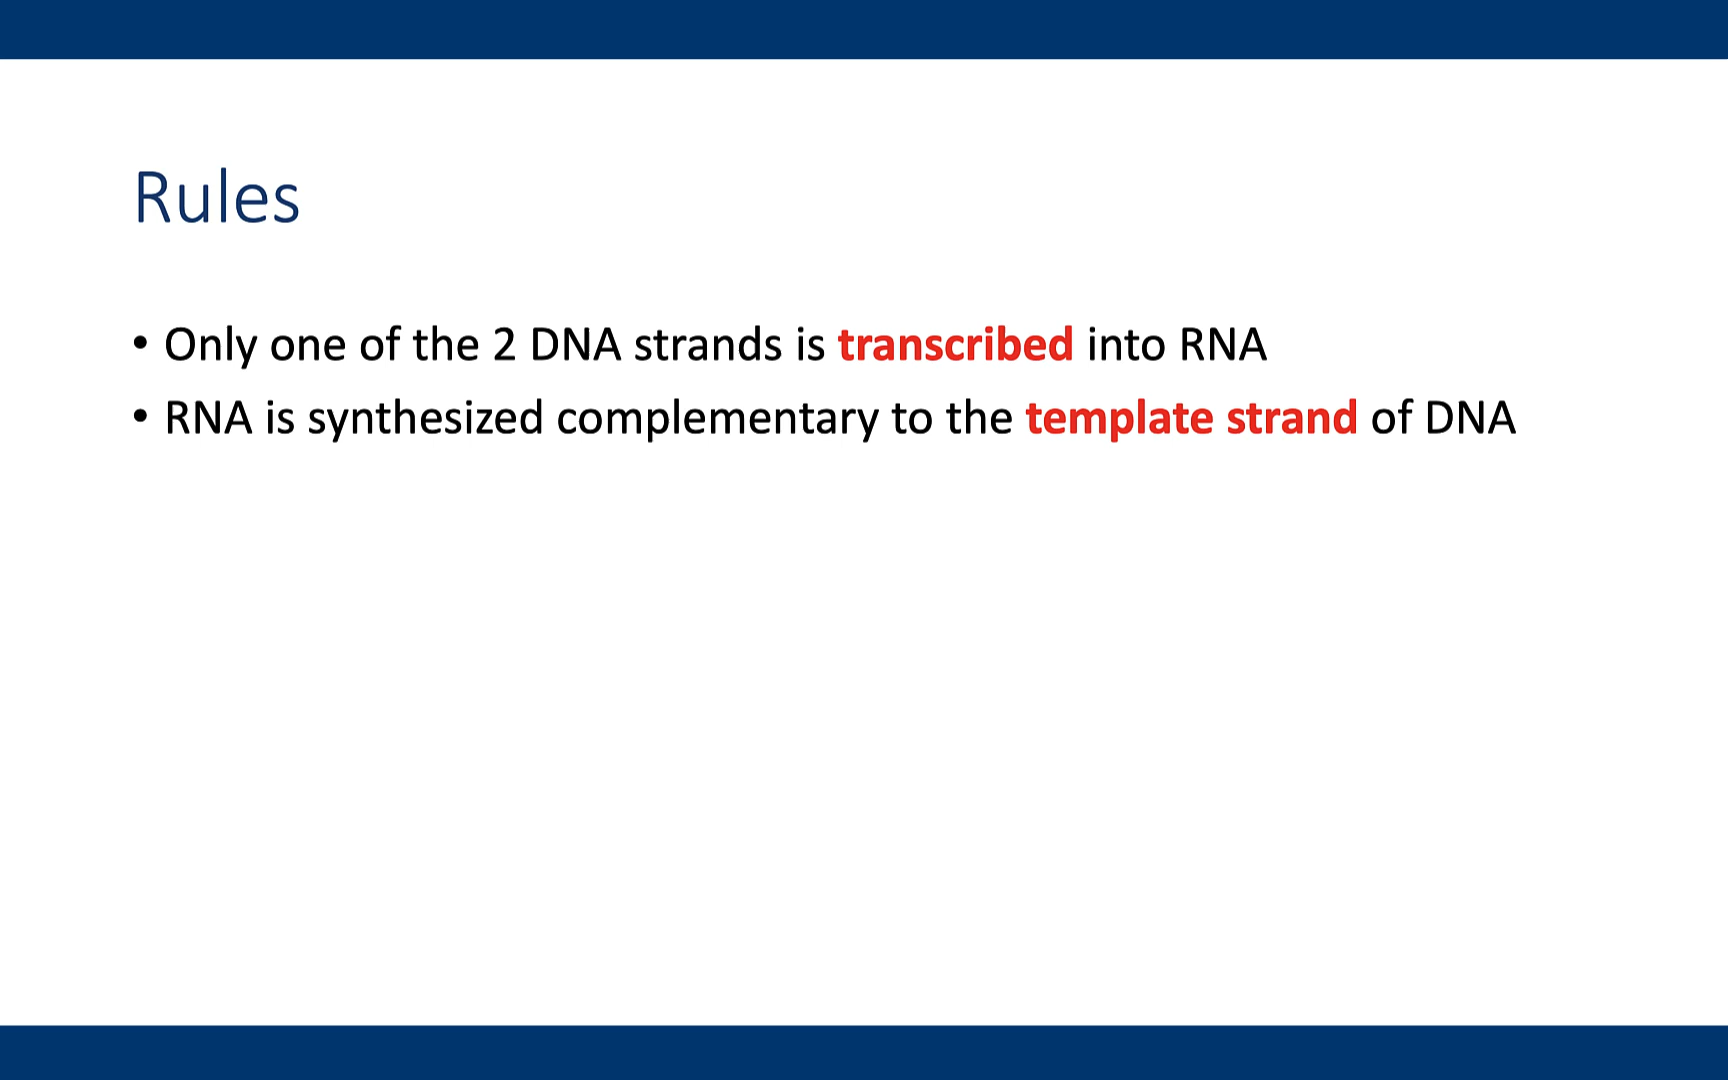 Rules
• Only one of the 2 DNA strands is transcribed into RNA
• RNA is synthesized complementary to the template strand of DNA